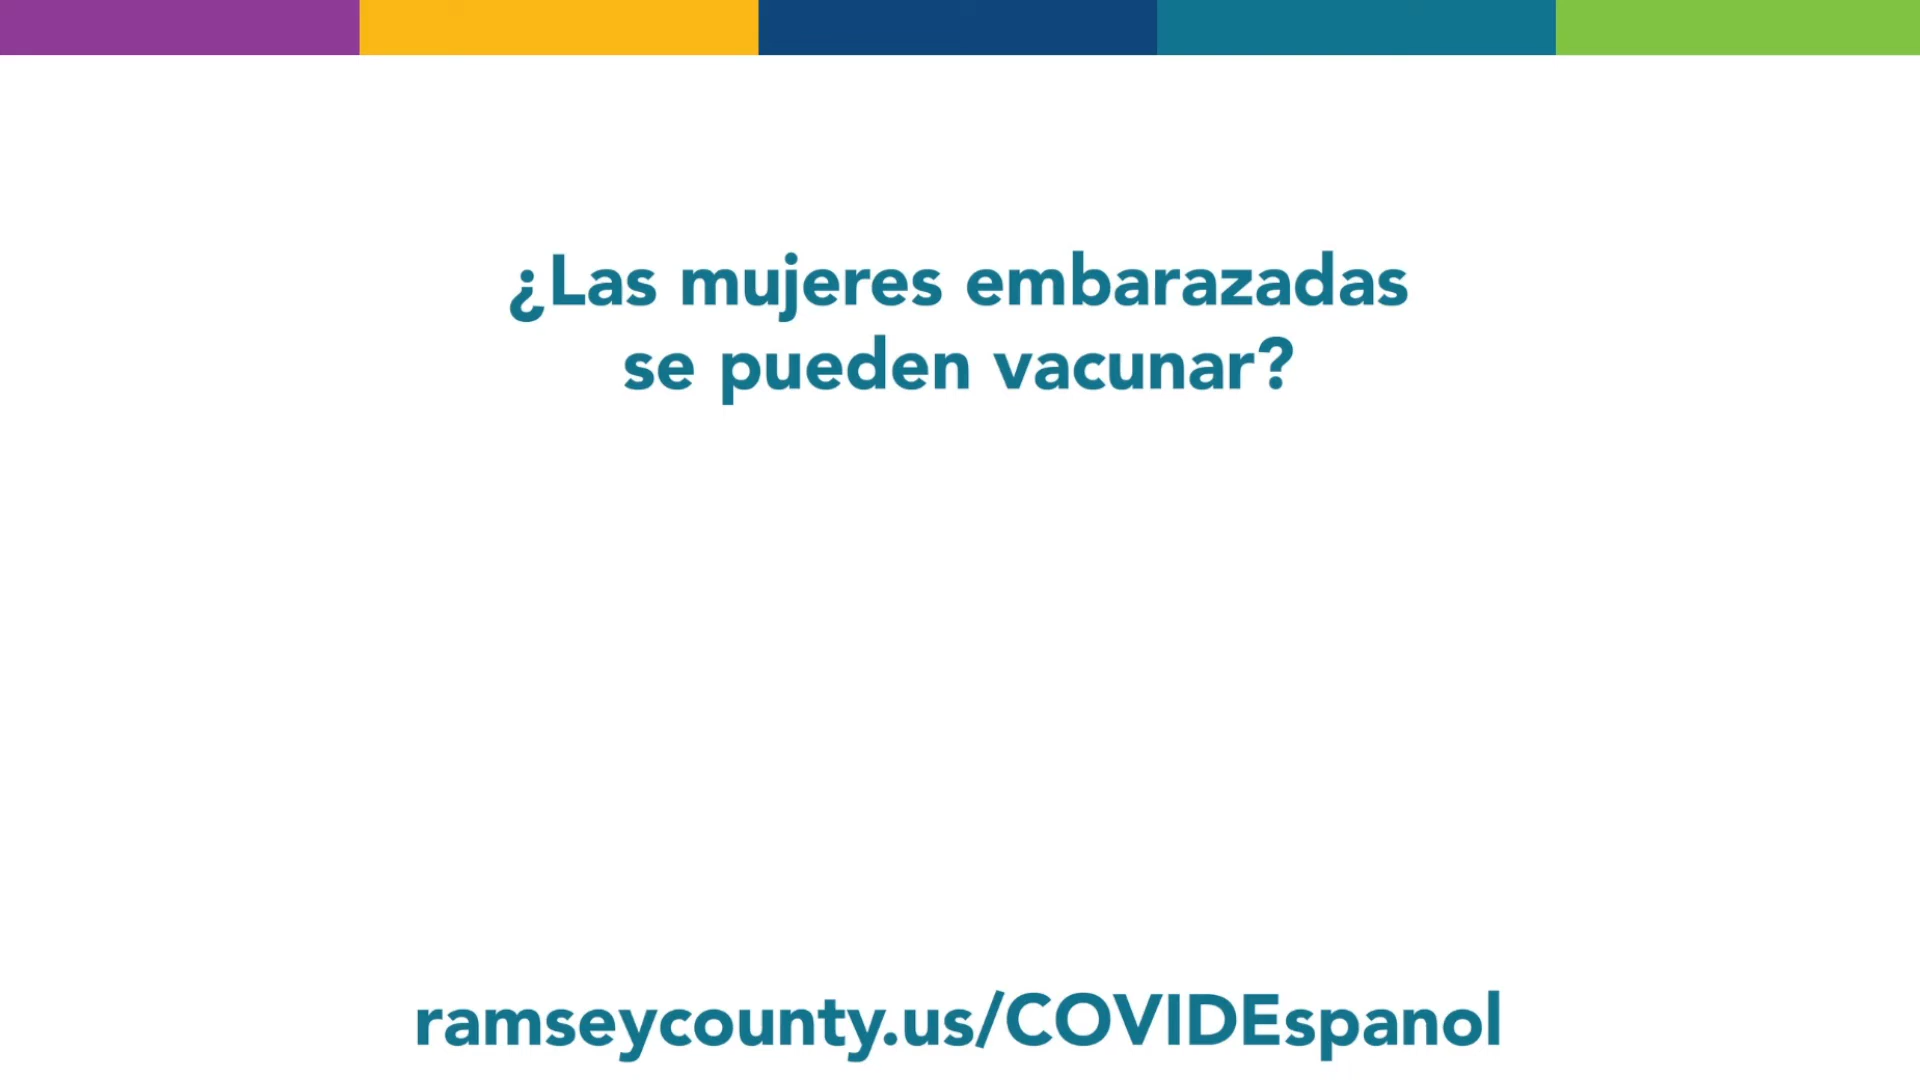 ¿Las mujeres embarazadas
se pueden vacunar?
ramseycounty.us/COVIDEspanol